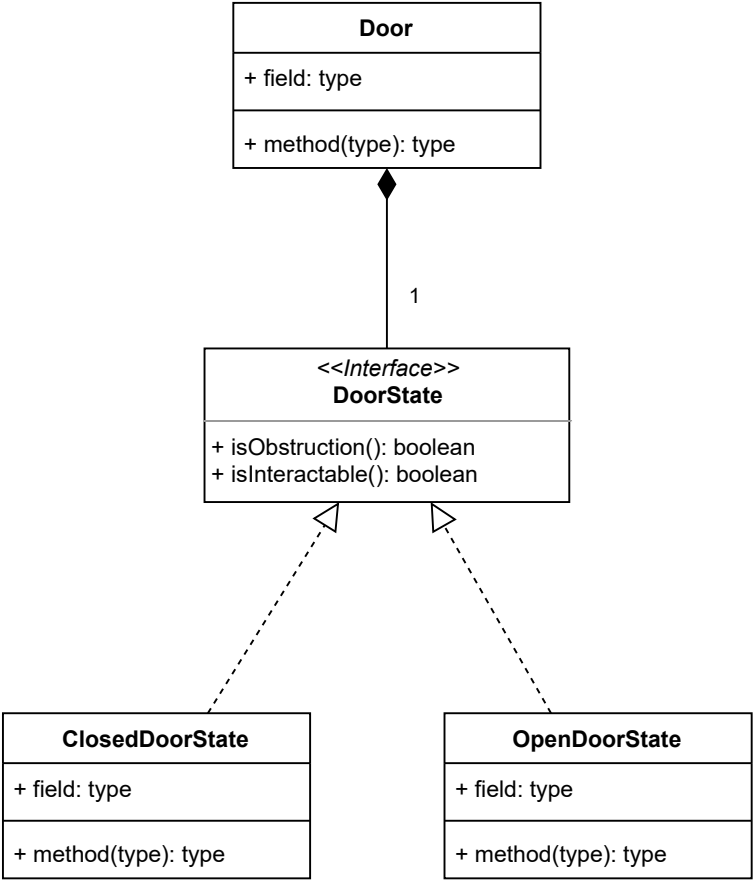 Door
+ field: type
+ method(type): type
1
<<Interface>>
DoorState
+ isObstruction(): boolean
+ isInteractable(): boolean
ClosedDoorState
+ field: type
+ method(type): type
OpenDoorState
+ field: type
+ method(type): type